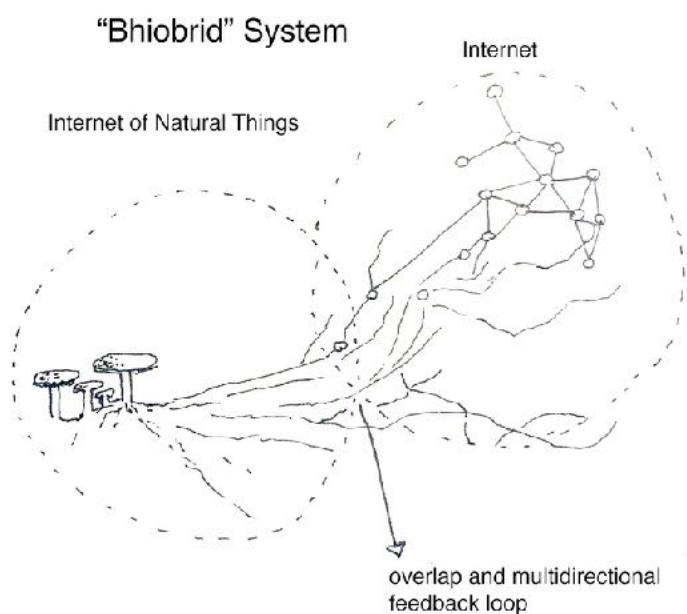 "Bhiobrid" System
Internet
Internet of Natural Things
overlap and multidirectional
feedback loop